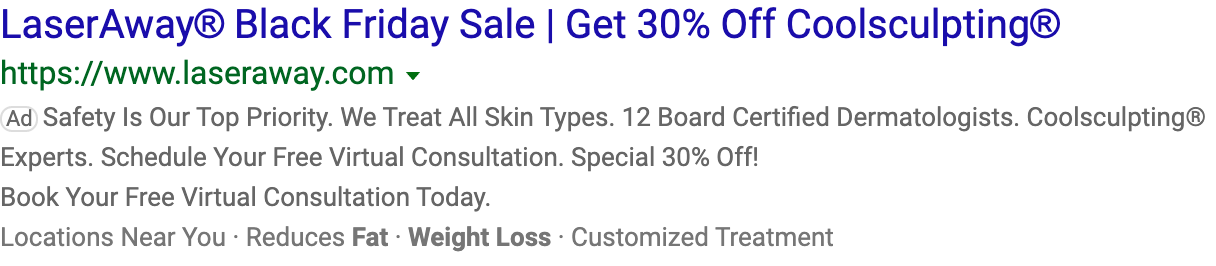 LaserAway® Black Friday Sale | Get 30% Off Coolsculpting®
https://www.laseraway.com
Ad Safety Is Our Top Priority. We Treat All Skin Types. 12 Board Certified Dermatologists. Coolsculpting®
Experts. Schedule Your Free Virtual Consultation. Special 30% Off!
Book Your Free Virtual Consultation Today.
Locations Near You · Reduces Fat · Weight Loss · Customized Treatment